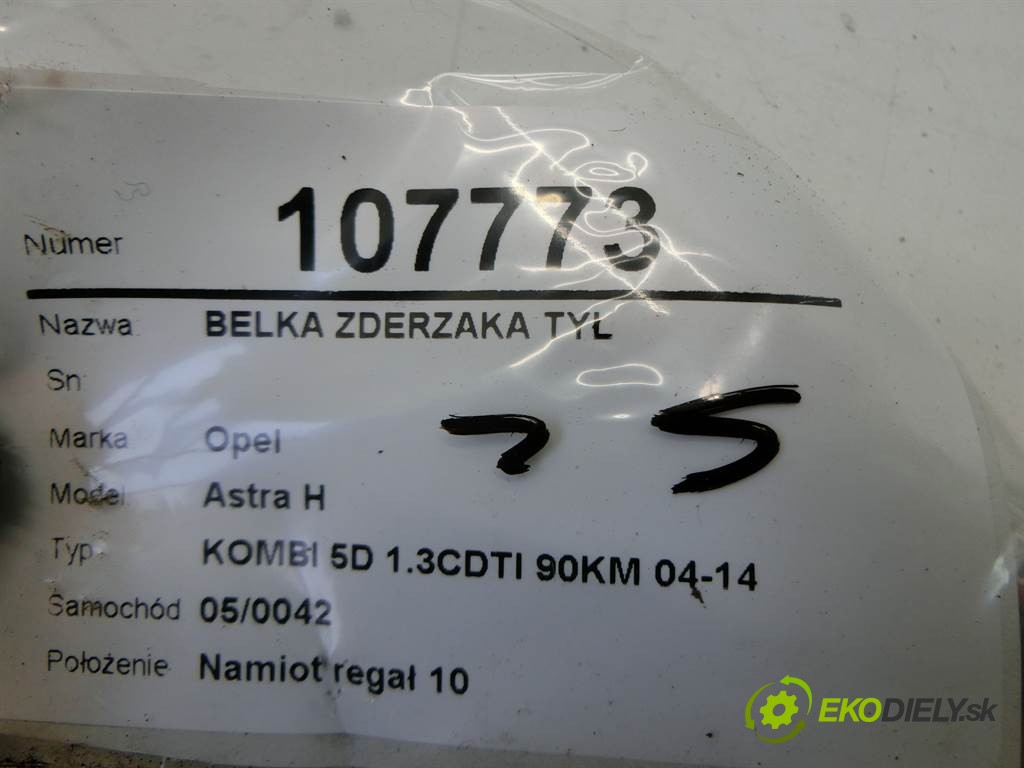 Numer 107773
Nazwa: BELKA ZDERZAKA TYŁ
Sn:
Marka Opel
Model: Astra H
Typ: KOMBI 5D 1.3CDTI 90KM 04-14
Samochód 05/0042
Położenie Namiot regał 10
EKODIELY.sk